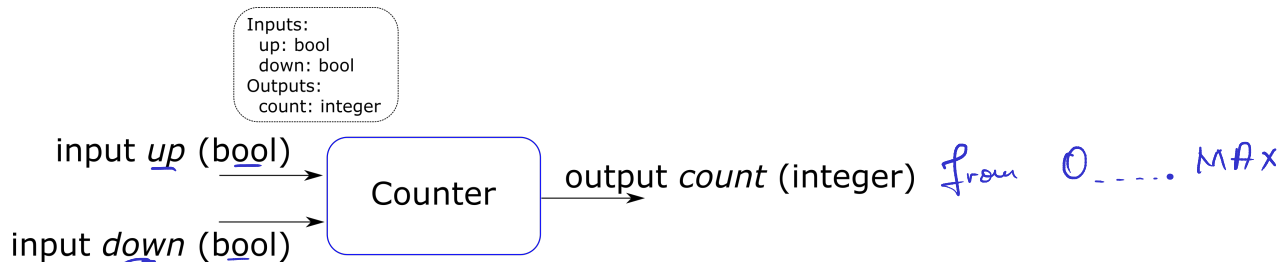 Inputs:
up: bool
down: bool
Outputs:
count: integer
input up (bool)
Counter
output count (integer) from 0..... MAX
input down (bool)